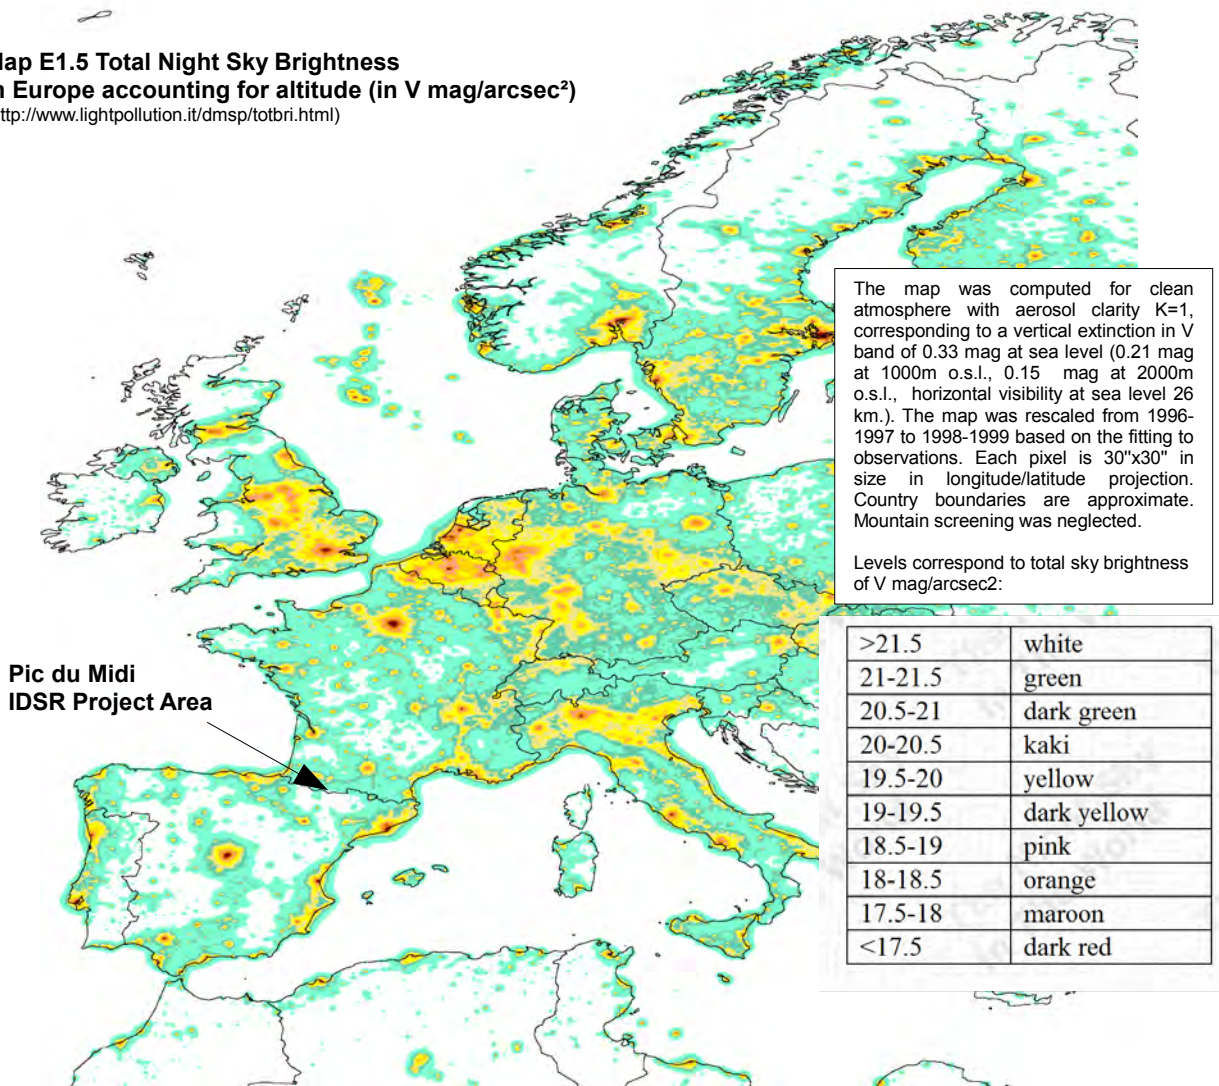 ap E1.5 Total Night Sky Brightness
n Europe accounting for altitude (in V mag/arcsec²)
ttp://www.lightpollution.it/dmsp/totbri.html)
The map was computed for clean
atmosphere with aerosol clarity K=1,
corresponding to a vertical extinction in V
band of 0.33 mag at sea level (0.21 mag
at 1000m o.s.l., 0.15 mag at 2000m
o.s.l., horizontal visibility at sea level 26
km.). The map was rescaled from 1996-
1997 to 1998-1999 based on the fitting to
observations. Each pixel is 30"x30" in
size in longitude/latitude projection.
Country boundaries are approximate.
Mountain screening was neglected.
Levels correspond to total sky brightness
of V mag/arcsec2:
Pic du Midi
IDSR Project Area
>21.5 white
21-21.5 green
20.5-21 dark green
20-20.5 kaki
19.5-20 yellow
19-19.5 dark yellow
18.5-19 pink
18-18.5 orange
17.5-18 maroon
<17.5 dark red